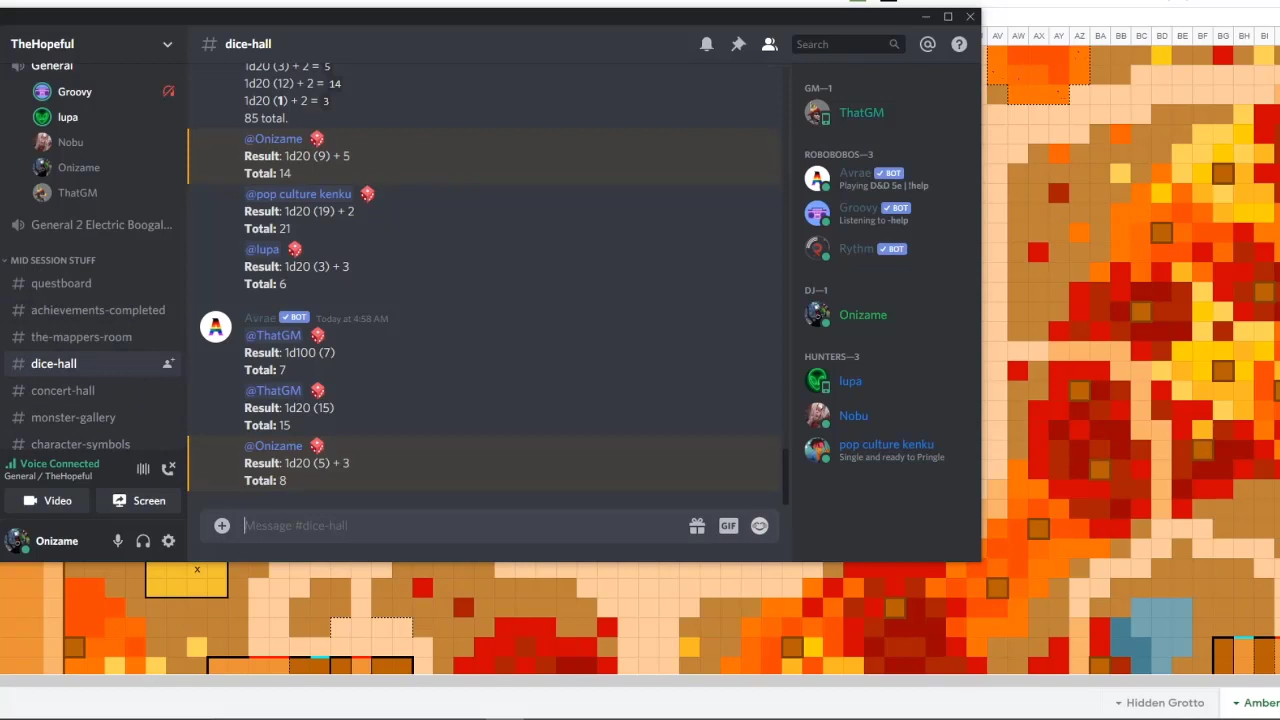 TheHopeful
General
Groovy
lupa
Nobu
Onizame
ThatGM
General 2 Electric Boogal...
MID SESSION STUFF
questboard
achievements-completed
the-mappers-room
dice-hall
concert-hall
monster-gallery
character-symbols
Voice Connected
General / TheHopeful
Video
Screen
Onizame
# dice-hall
Search
1d20 (3) + 2 = 5
1d20 (12) + 2 = 14
1d20 (1) + 2 = 3
85 total.
@Onizame
Result: 1d20 (9) + 5
Total: 14
@pop culture kenku
Result: 1d20 (19) + 2
Total: 21
@lupa
Result: 1d20 (3) + 3
Total: 6
Avrae BOT Today at 4:58 AM
@ThatGM
Result: 1d100 (7)
Total: 7
@ThatGM
Result: 1d20 (15)
Total: 15
@Onizame
Result: 1d20 (5) + 3
Total: 8
Message #dice-hall
GIF
GM—1
ThatGM
ROBOBOBOS—3
Avrae BOT
Playing D&D 5e | !help
Groovy BOT
Listening to -help
Rythm BOT
DJ—1
Onizame
HUNTERS—3
lupa
Nobu
pop culture kenku
Single and ready to Pringle
AV AW AX AY AZ BA BB BC BD BE BF BG BH BI
x
Hidden Grotto
Amber